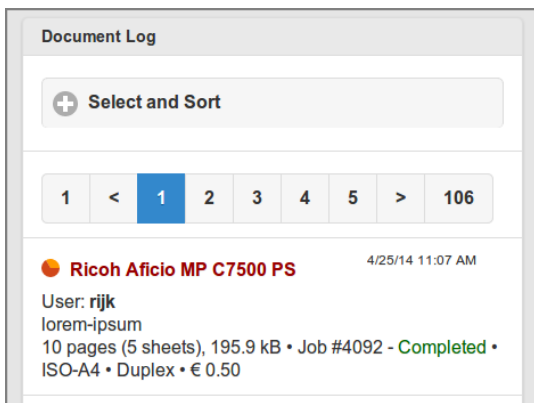 Document Log
Select and Sort
1 < 1 2 3 4 5 > 106
Ricoh Aficio MP C7500 PS 4/25/14 11:07 AM
User: rijk
lorem-ipsum
10 pages (5 sheets), 195.9 kB • Job #4092 - Completed •
ISO-A4 • Duplex • € 0.50